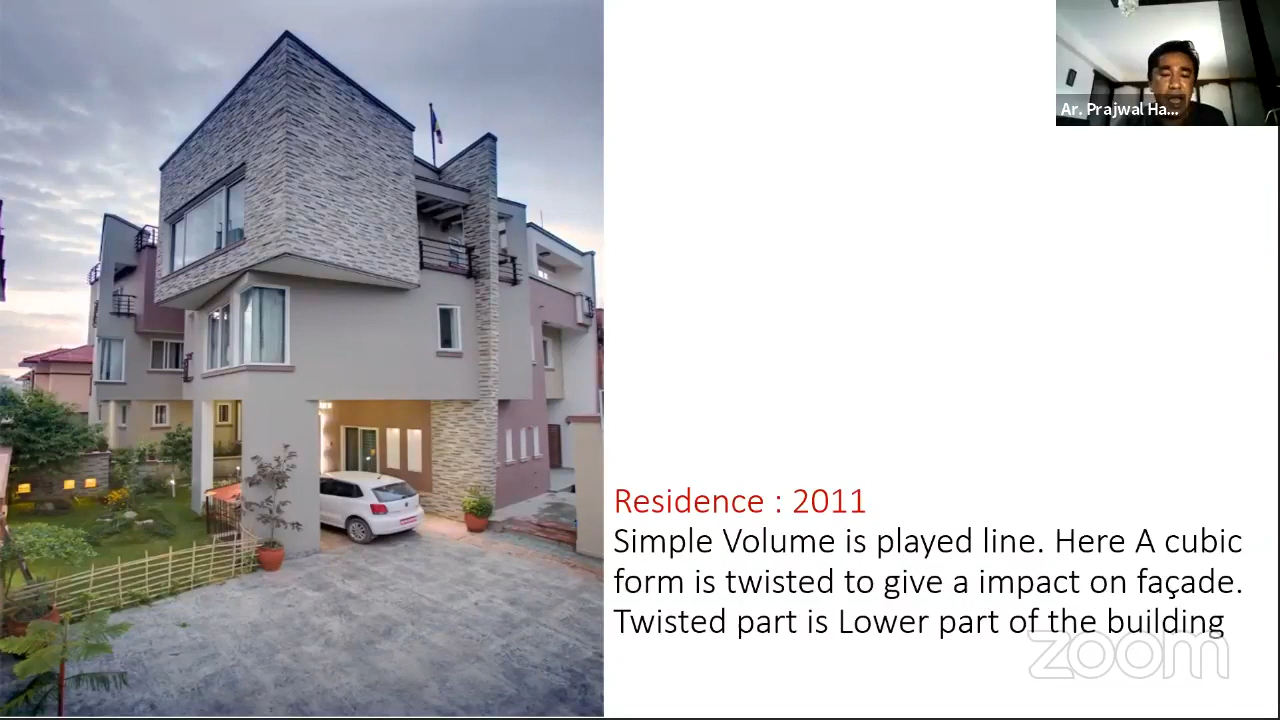 Ar. Prajwal Ha...
Residence : 2011
Simple Volume is played line. Here A cubic
form is twisted to give a impact on façade.
Twisted part is Lower part of the building
zoom